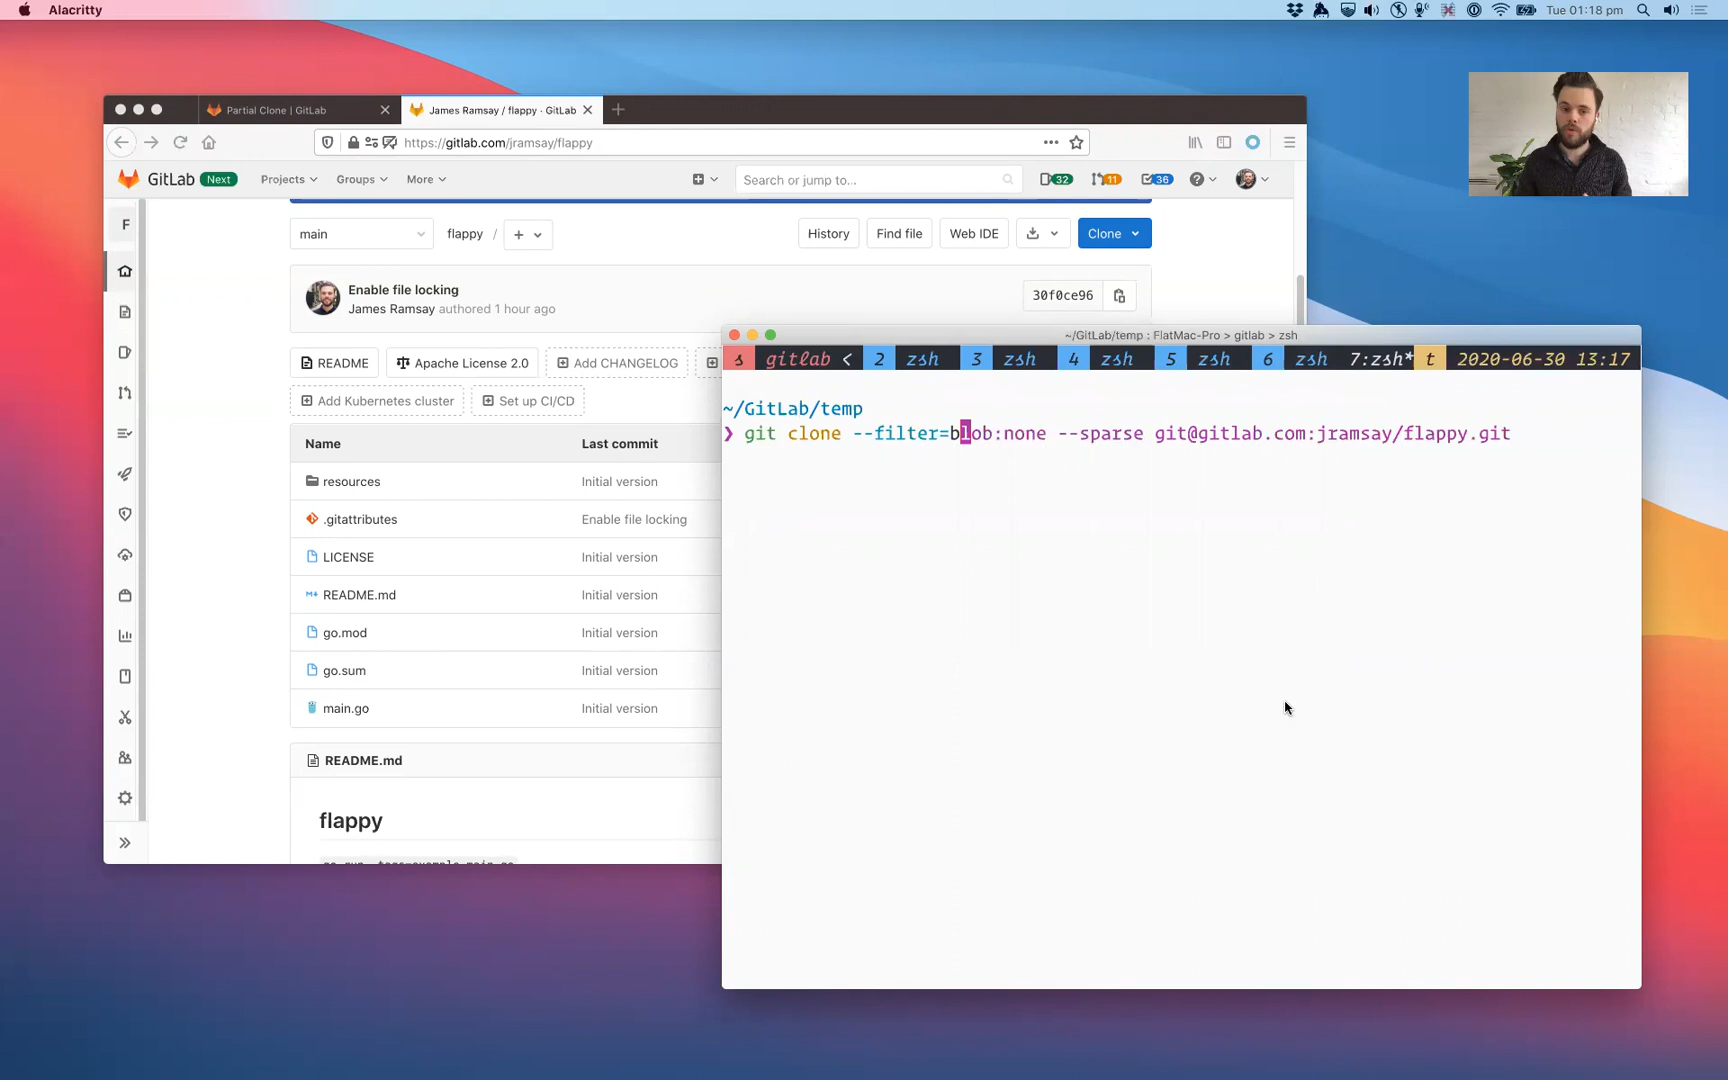 Alacritty
Tue 01:18 pm
Partial Clone | GitLab
James Ramsay / flappy · GitLab
https://gitlab.com/jramsay/flappy
GitLab Next Projects Groups More Search or jump to... 32 11 36
F
main flappy / + History Find file Web IDE Clone
Enable file locking
James Ramsay authored 1 hour ago
30f0ce96
README Apache License 2.0 Add CHANGELOG
Add Kubernetes cluster Set up CI/CD
Name Last commit
resources Initial version
.gitattributes Enable file locking
LICENSE Initial version
README.md Initial version
go.mod Initial version
go.sum Initial version
main.go Initial version
README.md
flappy
~/GitLab/temp : FlatMac-Pro > gitlab > zsh
s gitlab < 2 zsh 3 zsh 4 zsh 5 zsh 6 zsh 7:zsh* t 2020-06-30 13:17
~/GitLab/temp
❯ git clone --filter=blob:none --sparse git@gitlab.com:jramsay/flappy.git